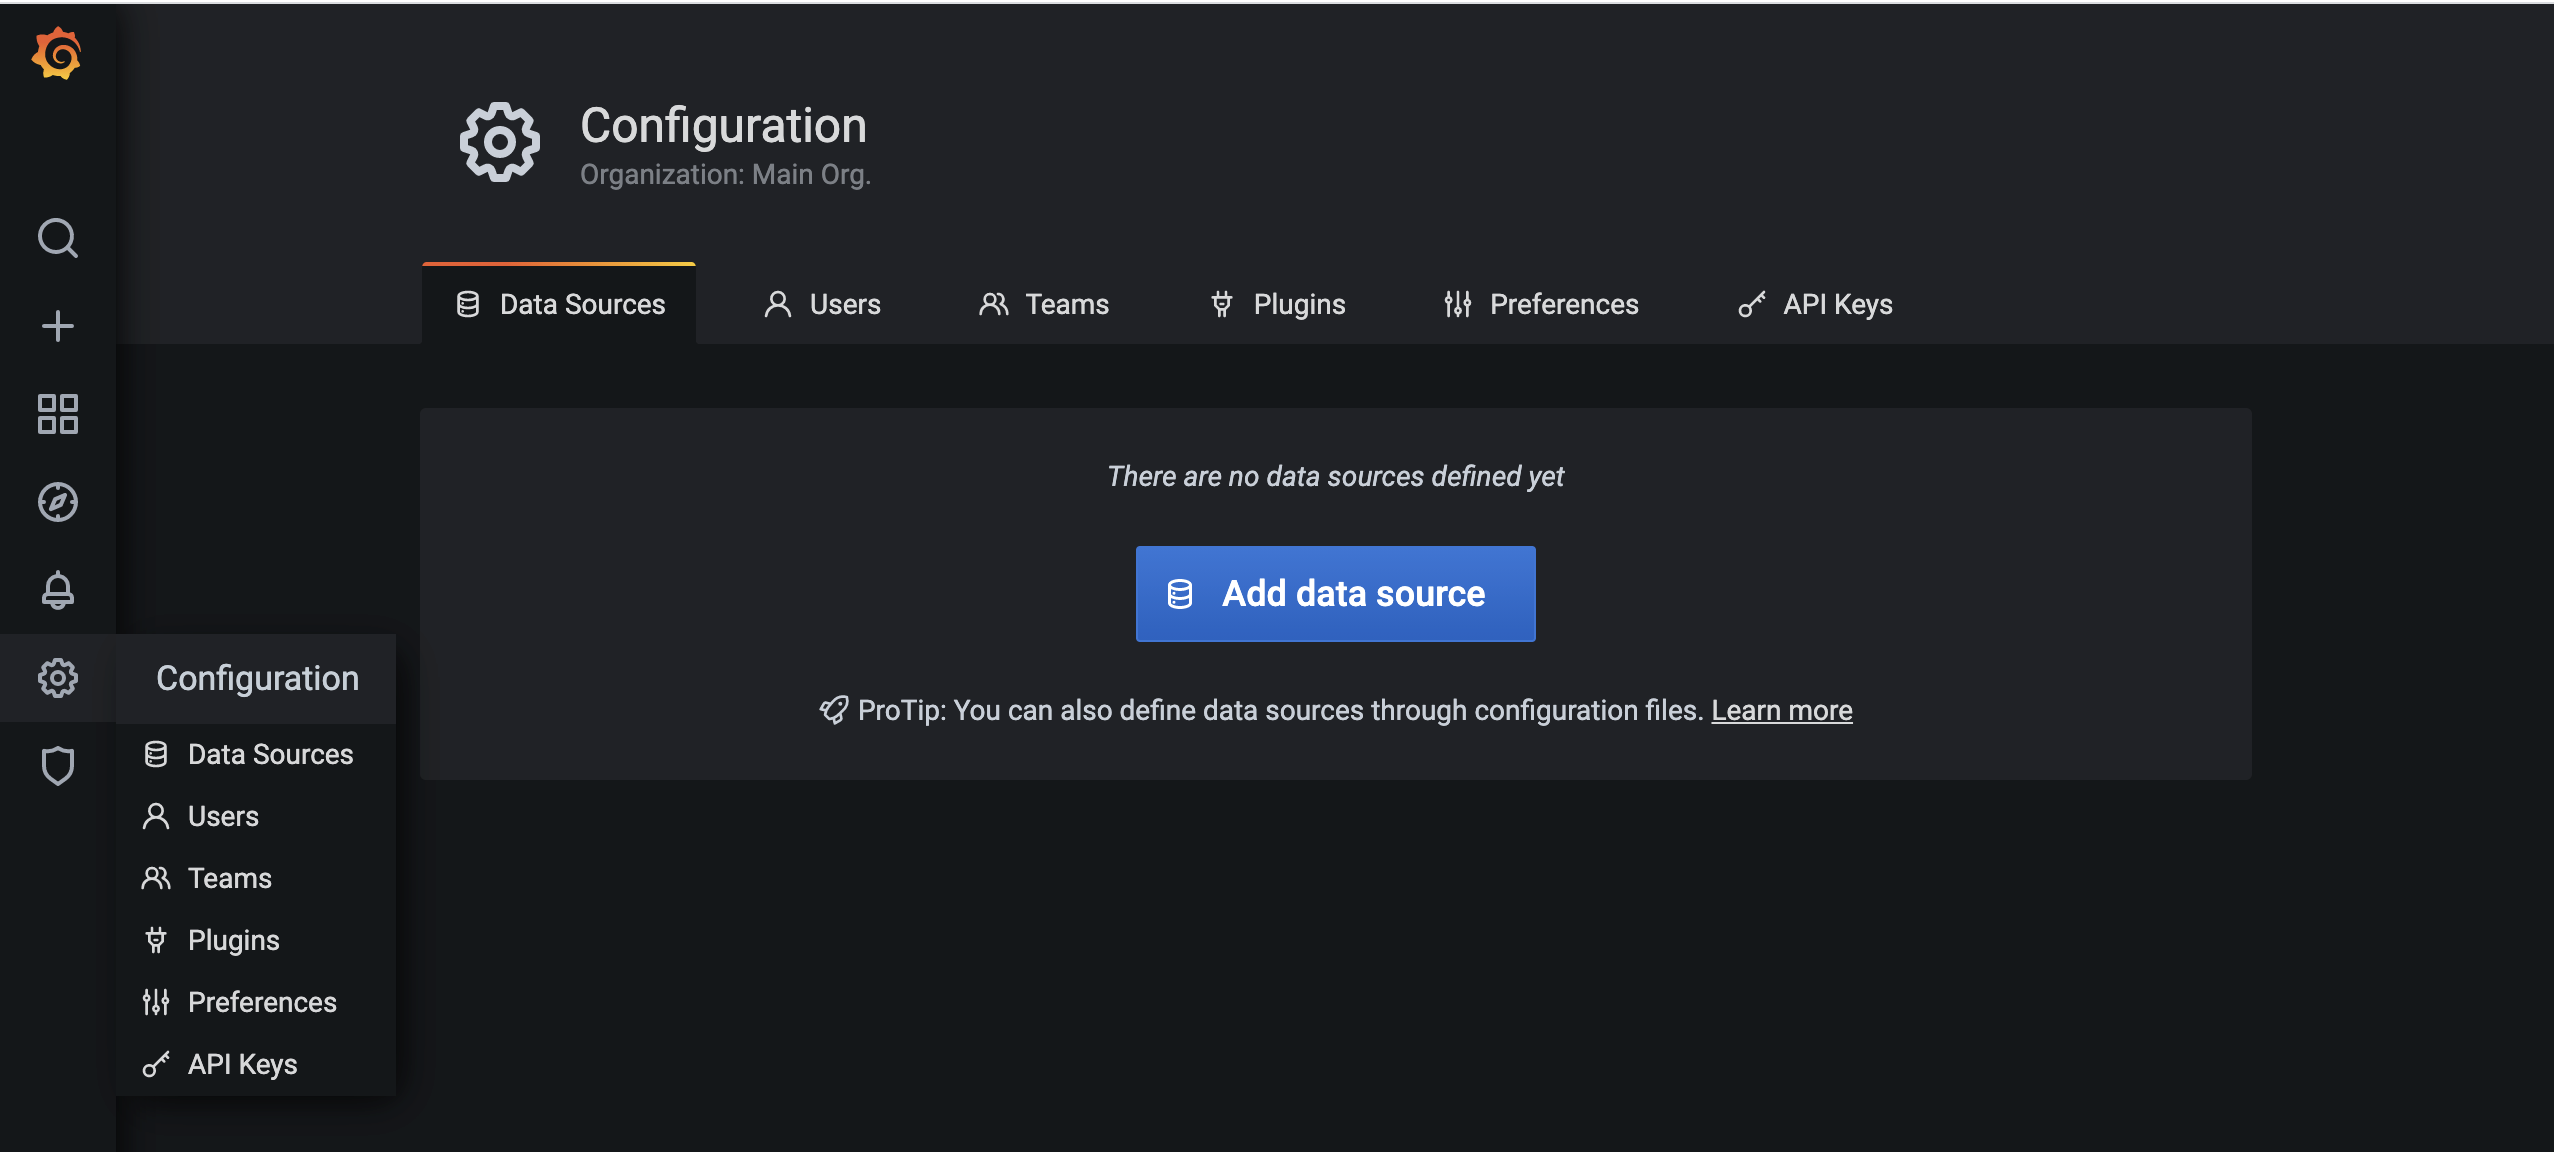 Configuration
Organization: Main Org.
Data Sources
Users
Teams
Plugins
Preferences
API Keys
There are no data sources defined yet
Add data source
ProTip: You can also define data sources through configuration files. Learn more
Configuration
Data Sources
Users
Teams
Plugins
Preferences
API Keys